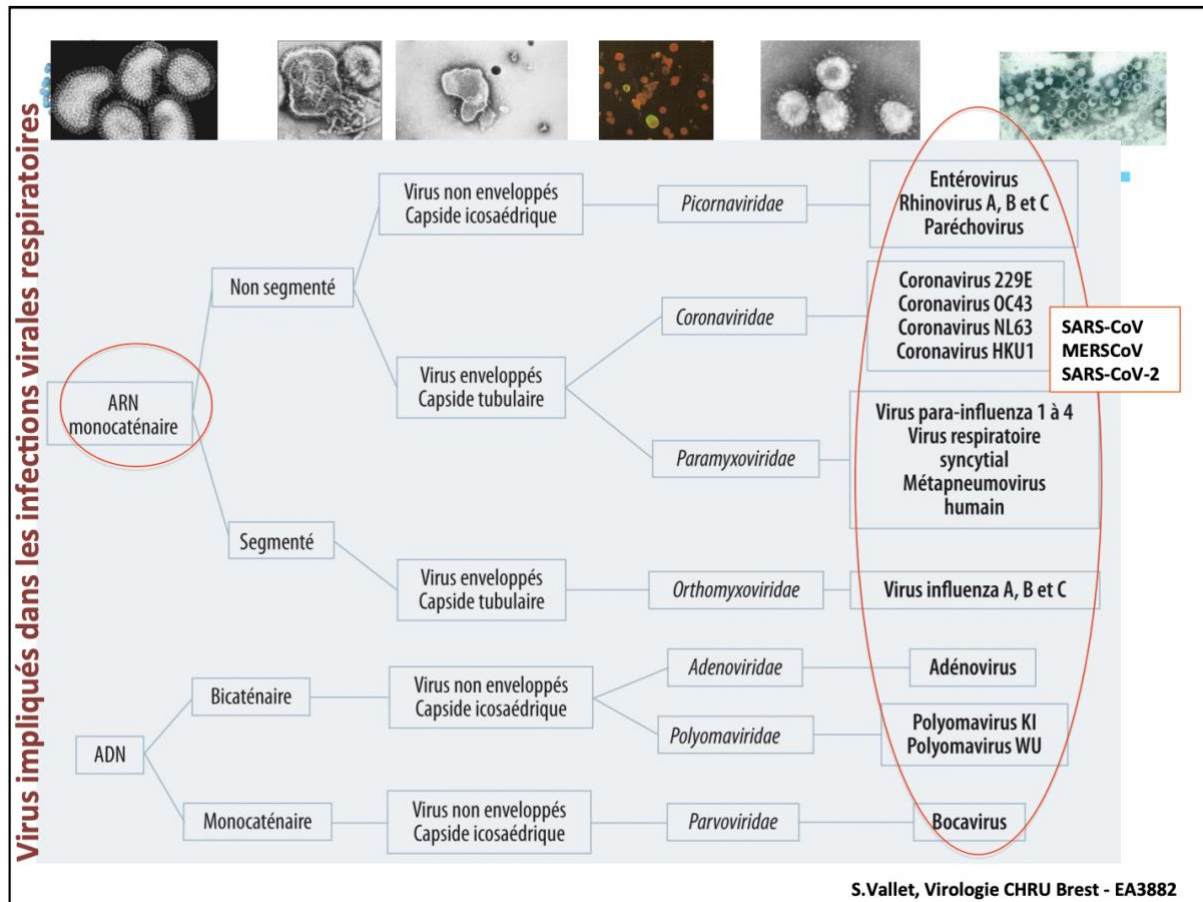 Virus impliqués dans les infections virales respiratoires
ARN
monocaténaire
Non segmenté
Virus non enveloppés
Capside icosaédrique
Picornaviridae
Entérovirus
Rhinovirus A, B et C
Paréchovirus
Virus enveloppés
Capside tubulaire
Coronaviridae
Coronavirus 229E
Coronavirus OC43
Coronavirus NL63
Coronavirus HKU1
SARS-CoV
MERSCoV
SARS-CoV-2
Paramyxoviridae
Virus para-influenza 1 à 4
Virus respiratoire
syncytial
Métapneumovirus
humain
Segmenté
Virus enveloppés
Capside tubulaire
Orthomyxoviridae
Virus influenza A, B et C
ADN
Bicaténaire
Virus non enveloppés
Capside icosaédrique
Adenoviridae
Adénovirus
Polyomaviridae
Polyomavirus KI
Polyomavirus WU
Monocaténaire
Virus non enveloppés
Capside icosaédrique
Parvoviridae
Bocavirus
S.Vallet, Virologie CHRU Brest - EA3882